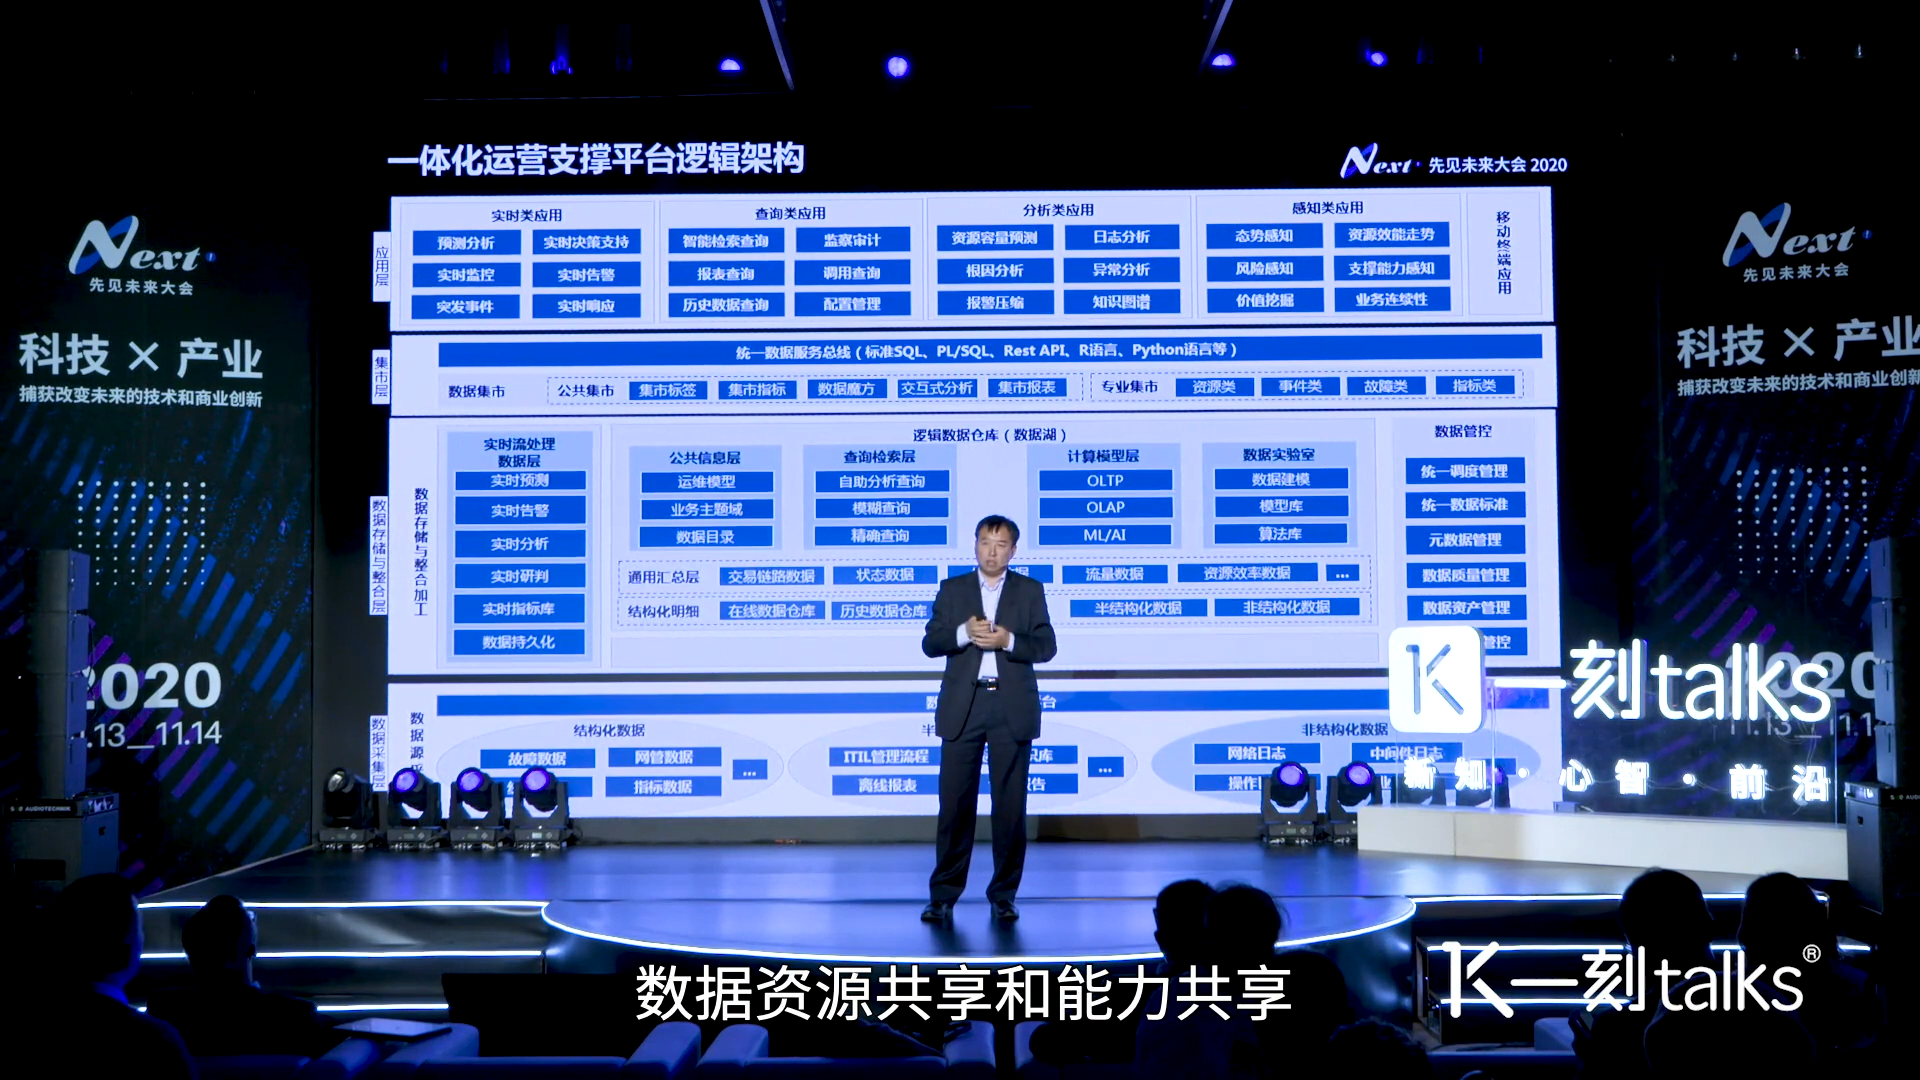 一体化运营支撑平台逻辑架构
Next 先见未来大会 2020
应用层
实时类应用
预测分析 实时决策支持
实时监控 实时告警
突发事件 实时响应
查询类应用
智能检索查询 监察审计
报表查询 调用查询
历史数据查询 配置管理
分析类应用
资源容量预测 日志分析
根因分析 异常分析
报警压缩 知识图谱
感知类应用
态势感知 资源效能走势
风险感知 支撑能力感知
价值挖掘 业务连续性
移动终端应用
集市层
统一数据服务总线（标准SQL、PL/SQL、Rest API、R语言、Python语言等）
数据集市 公共集市 集市标签 集市指标 数据魔方 交互式分析 集市报表 专业集市 资源类 事件类 故障类 指标类
数据存储与整合层
数据存储与整合加工
实时流处理
数据层
实时预测
实时告警
实时分析
实时研判
实时指标库
数据持久化
逻辑数据仓库（数据湖）
公共信息层
运维模型
业务主题域
数据目录
查询检索层
自助分析查询
模糊查询
精确查询
计算模型层
OLTP
OLAP
ML/AI
数据实验室
数据建模
模型库
算法库
通用汇总层 交易链路数据 状态数据 流量数据 资源效率数据 ...
结构化明细 在线数据仓库 历史数据仓库 半结构化数据 非结构化数据
数据管控
统一调度管理
统一数据标准
元数据管理
数据质量管理
数据资产管理
管控
数据采集层
数据源
结构化数据
故障数据 网管数据 ...
指标数据
ITIL管理流程
离线报表
...
非结构化数据
网络日志 中间件日志
Next
先见未来大会
科技 × 产业
捕获改变未来的技术和商业创新
2020
.13__11.14
Next
先见未来大会
科技 × 产业
捕获改变未来的技术和商业创新
一刻talks
新知·心智·前沿
数据资源共享和能力共享
一刻talks®